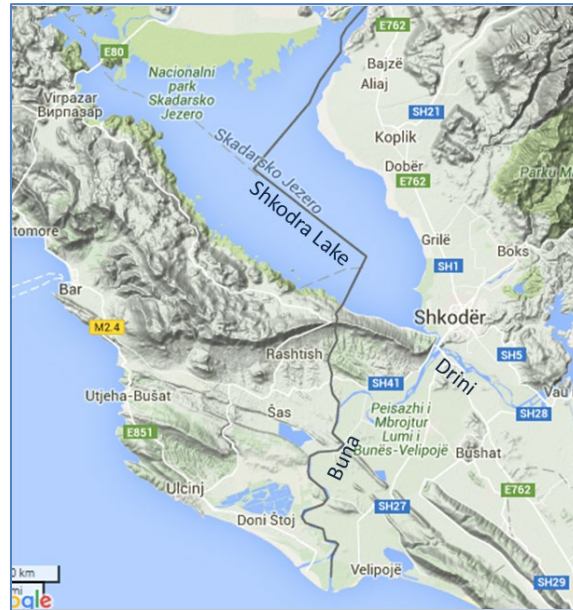 E80
E762
Bajzë
Aliaj
Nacionalni
park
Skadarsko
Jezero
SH21
Virpazar
Вирпазар
Koplik
Dobër
E762
Parku
Skadarsko Jezero
Shkodra Lake
Grilë
Boks
tomore
SH1
Bar
Shkodër
M2.4
Rashtish
SH5
Drini
Vau
SH41
SH28
Utjeha-Bušat
Šas
Peisazhi i
Mbrojtur
Lumi i
Bunës-Velipojë
E851
Buna
Bushat
Ulcinj
E762
Doni Štoj
SH27
0 km
mi
Velipojë
SH29
ogle